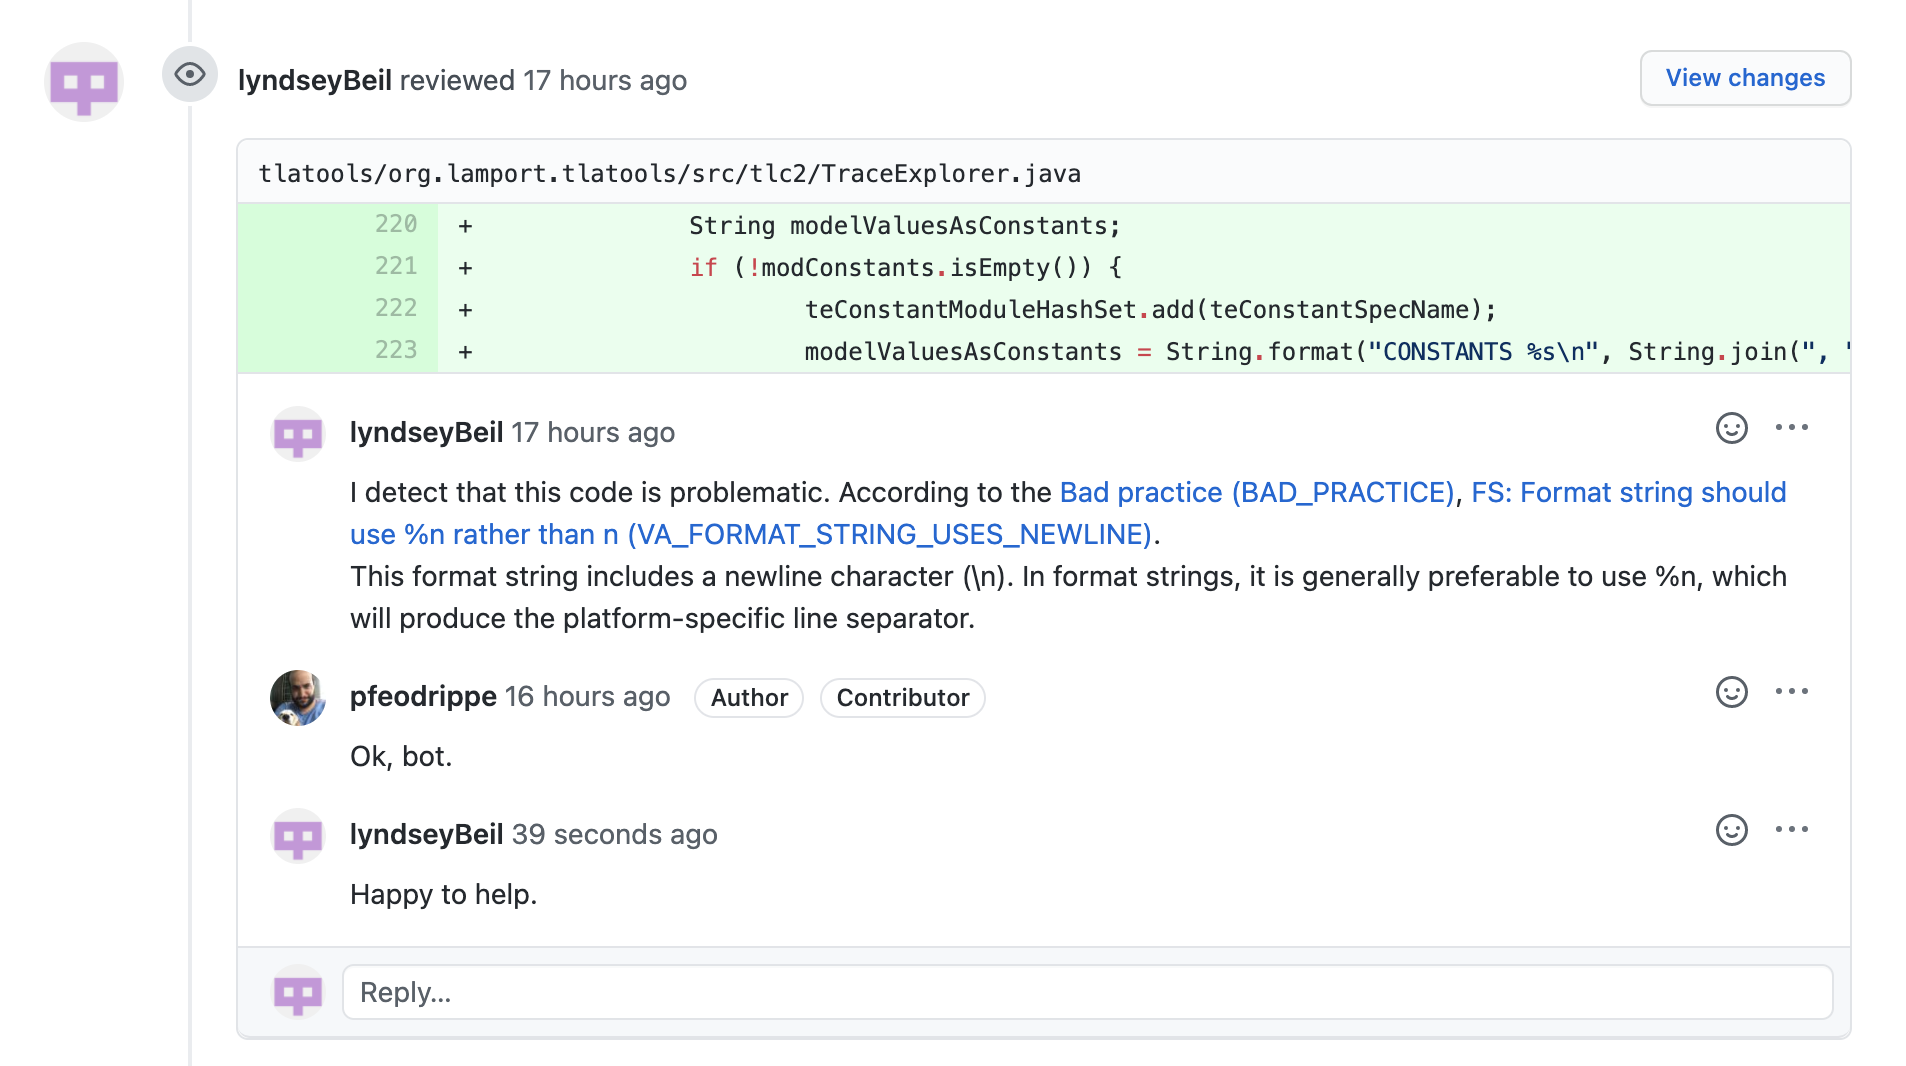 lyndseyBeil reviewed 17 hours ago
View changes
tlatools/org.lamport.tlatools/src/tlc2/TraceExplorer.java
220 + String modelValuesAsConstants;
221 + if (!modConstants.isEmpty()) {
222 + teConstantModuleHashSet.add(teConstantSpecName);
223 + modelValuesAsConstants = String.format("CONSTANTS %s\n", String.join(", "
lyndseyBeil 17 hours ago
I detect that this code is problematic. According to the Bad practice (BAD_PRACTICE), FS: Format string should
use %n rather than n (VA_FORMAT_STRING_USES_NEWLINE).
This format string includes a newline character (\n). In format strings, it is generally preferable to use %n, which
will produce the platform-specific line separator.
pfeodrippe 16 hours ago Author Contributor
Ok, bot.
lyndseyBeil 39 seconds ago
Happy to help.
Reply...